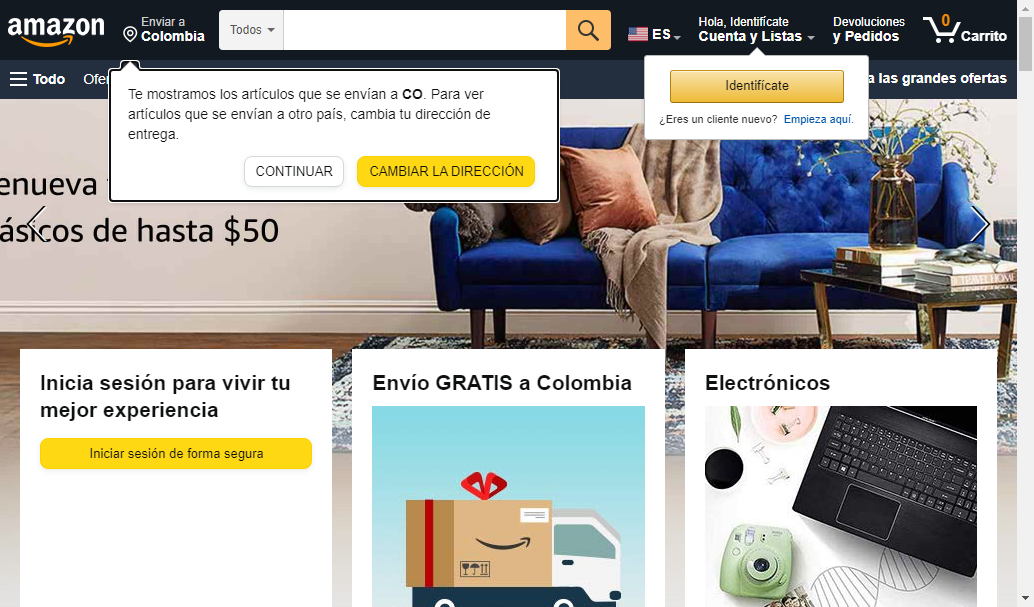 amazon
Enviar a
Colombia
Todos
ES
Hola, Identifícate
Cuenta y Listas
Devoluciones
y Pedidos
0
Carrito
Todo
a las grandes ofertas
Te mostramos los artículos que se envían a CO. Para ver
artículos que se envían a otro país, cambia tu dirección de
entrega.
CONTINUAR
CAMBIAR LA DIRECCIÓN
Identifícate
¿Eres un cliente nuevo? Empieza aquí.
enueva
ásicos de hasta $50
Inicia sesión para vivir tu
mejor experiencia
Iniciar sesión de forma segura
Envío GRATIS a Colombia
Electrónicos